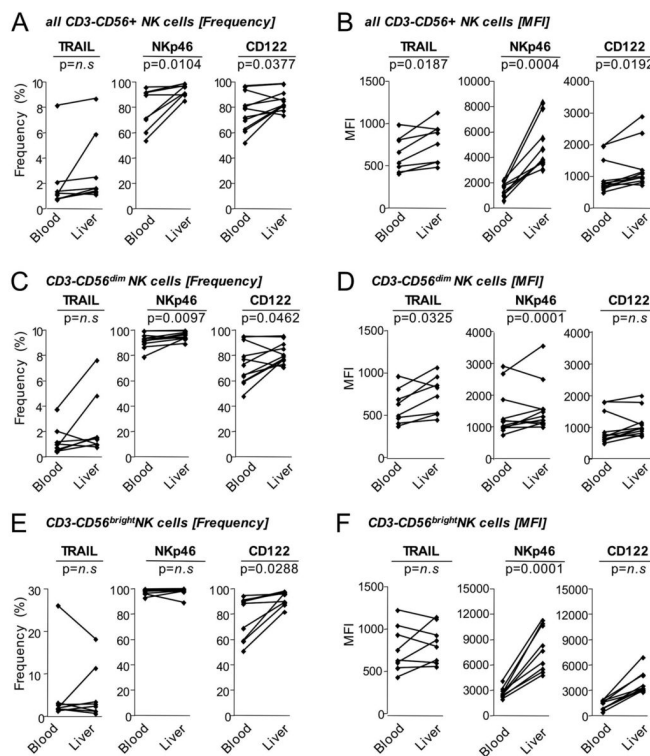 A all CD3-CD56+ NK cells [Frequency]
TRAIL NKp46 CD122
p=n.s p=0.0104 p=0.0377
Frequency (%)
10 100 100
8 80 80
6 60 60
4 40 40
2 20 20
0 0 0
Blood Liver Blood Liver Blood Liver
B all CD3-CD56+ NK cells [MFI]
TRAIL NKp46 CD122
p=0.0187 p=0.0004 p=0.0192
MFI
1500 10000 4000
8000
1000 6000 3000
4000 2000
500 2000 1000
0 0 0
Blood Liver Blood Liver Blood Liver
C CD3-CD56dim NK cells [Frequency]
TRAIL NKp46 CD122
p=n.s p=0.0097 p=0.0462
Frequency (%)
10 100 100
8 80 80
6 60 60
4 40 40
2 20 20
0 0 0
Blood Liver Blood Liver Blood Liver
D CD3-CD56dim NK cells [MFI]
TRAIL NKp46 CD122
p=0.0325 p=0.0001 p=n.s
MFI
1500 4000 4000
1000 3000 3000
2000 2000
500 1000 1000
0 0 0
Blood Liver Blood Liver Blood Liver
E CD3-CD56brightNK cells [Frequency]
TRAIL NKp46 CD122
p=n.s p=n.s p=0.0288
Frequency (%)
30 100 100
80 80
20 60 60
10 40 40
20 20
0 0 0
Blood Liver Blood Liver Blood Liver
F CD3-CD56brightNK cells [MFI]
TRAIL NKp46 CD122
p=n.s p=0.0001 p=n.s
MFI
1500 15000 15000
12000 12000
1000 9000 9000
6000 6000
500 3000 3000
0 0 0
Blood Liver Blood Liver Blood Liver